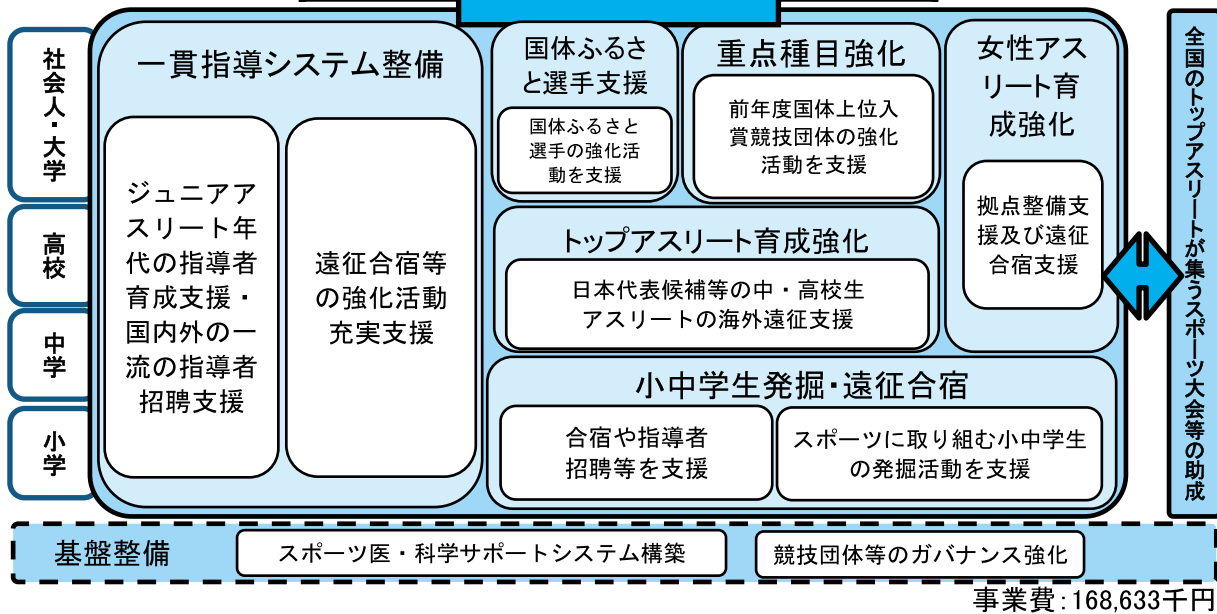 社会人・大学
高校
中学
小学
一貫指導システム整備
ジュニアア
スリート年
代の指導者
育成支援・
国内外の一
流の指導者
招聘支援
遠征合宿等
の強化活動
充実支援
国体ふるさ
と選手支援
国体ふるさと
選手の強化活
動を支援
重点種目強化
前年度国体上位入
賞競技団体の強化
活動を支援
女性アス
リート育
成強化
拠点整備支
援及び遠征
合宿支援
トップアスリート育成強化
日本代表候補等の中・高校生
アスリートの海外遠征支援
小中学生発掘・遠征合宿
合宿や指導者
招聘等を支援
スポーツに取り組む小中学生
の発掘活動を支援
全国のトップアスリートが集うスポーツ大会等の助成
基盤整備
スポーツ医・科学サポートシステム構築
競技団体等のガバナンス強化
事業費:168,633千円